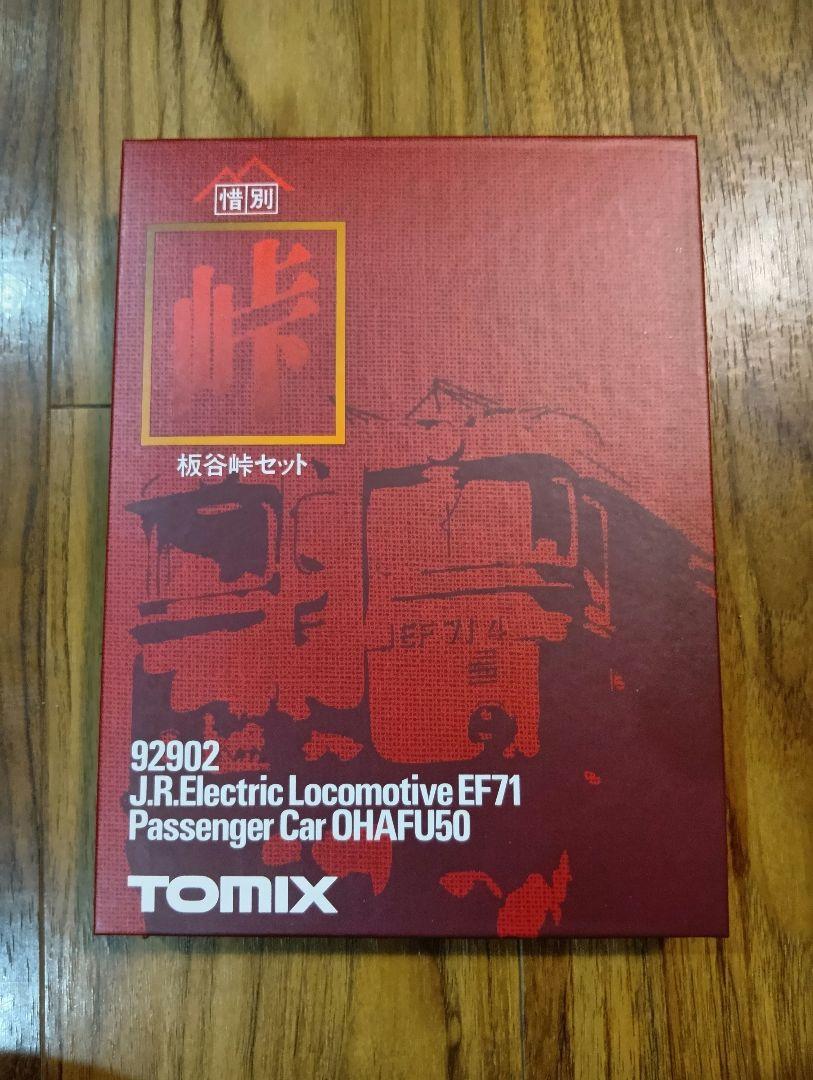 惜別
峠
板谷峠セット
EF71 4
92902
J.R.Electric Locomotive EF71
Passenger Car OHAFU50
TOMIX